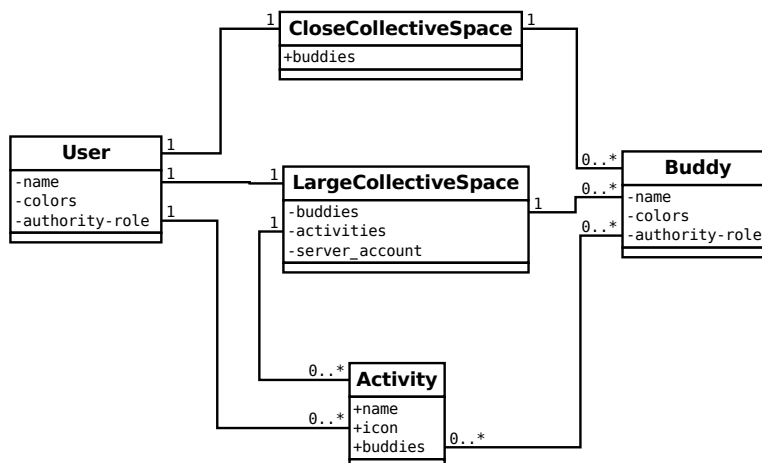 1
CloseCollectiveSpace
1
+buddies
User
1
-name
-colors
-authority-role
1
1
1
LargeCollectiveSpace
-buddies
-activities
-server_account
1
1
0..*
0..*
0..*
Buddy
-name
-colors
-authority-role
Activity
+name
+icon
+buddies
0..*
0..*
0..*